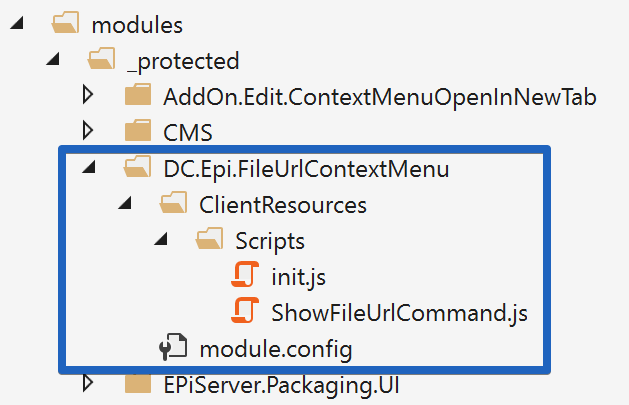 modules
_protected
AddOn.Edit.ContextMenuOpenInNewTab
CMS
DC.Epi.FileUrlContextMenu
ClientResources
Scripts
init.js
ShowFileUrlCommand.js
module.config
EPiServer.Packaging.UI